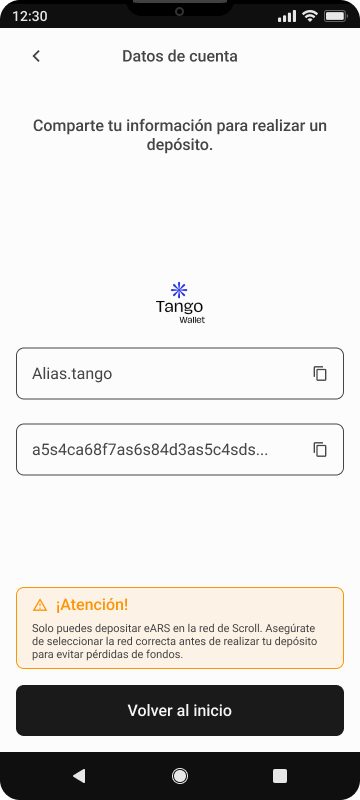 12:30
Datos de cuenta
Comparte tu información para realizar un
depósito.
Tango
Wallet
Alias.tango
a5s4ca68f7as6s84d3as5c4sds...
¡Atención!
Solo puedes depositar eARS en la red de Scroll. Asegúrate
de seleccionar la red correcta antes de realizar tu depósito
para evitar pérdidas de fondos.
Volver al inicio